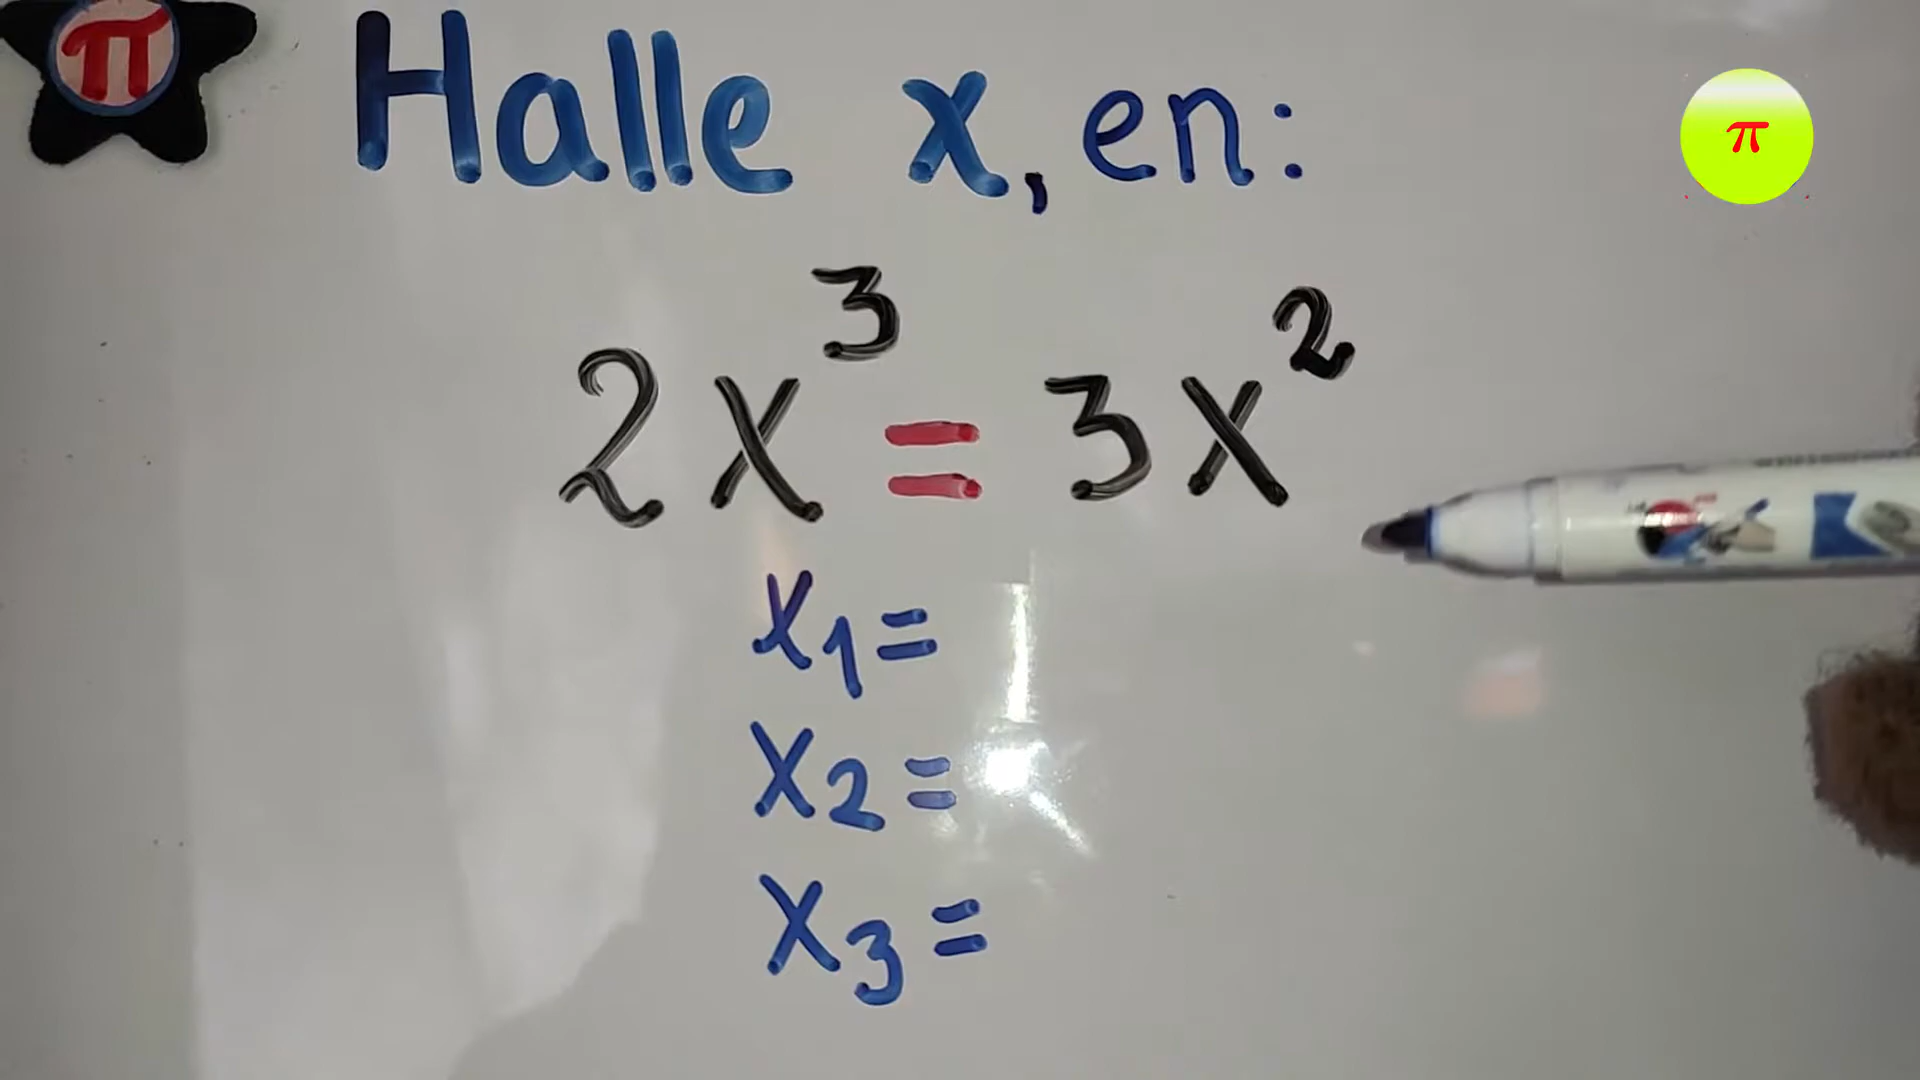 π
Halle x, en:
π
2x³ = 3x²
x₁=
x₂=
x₃=